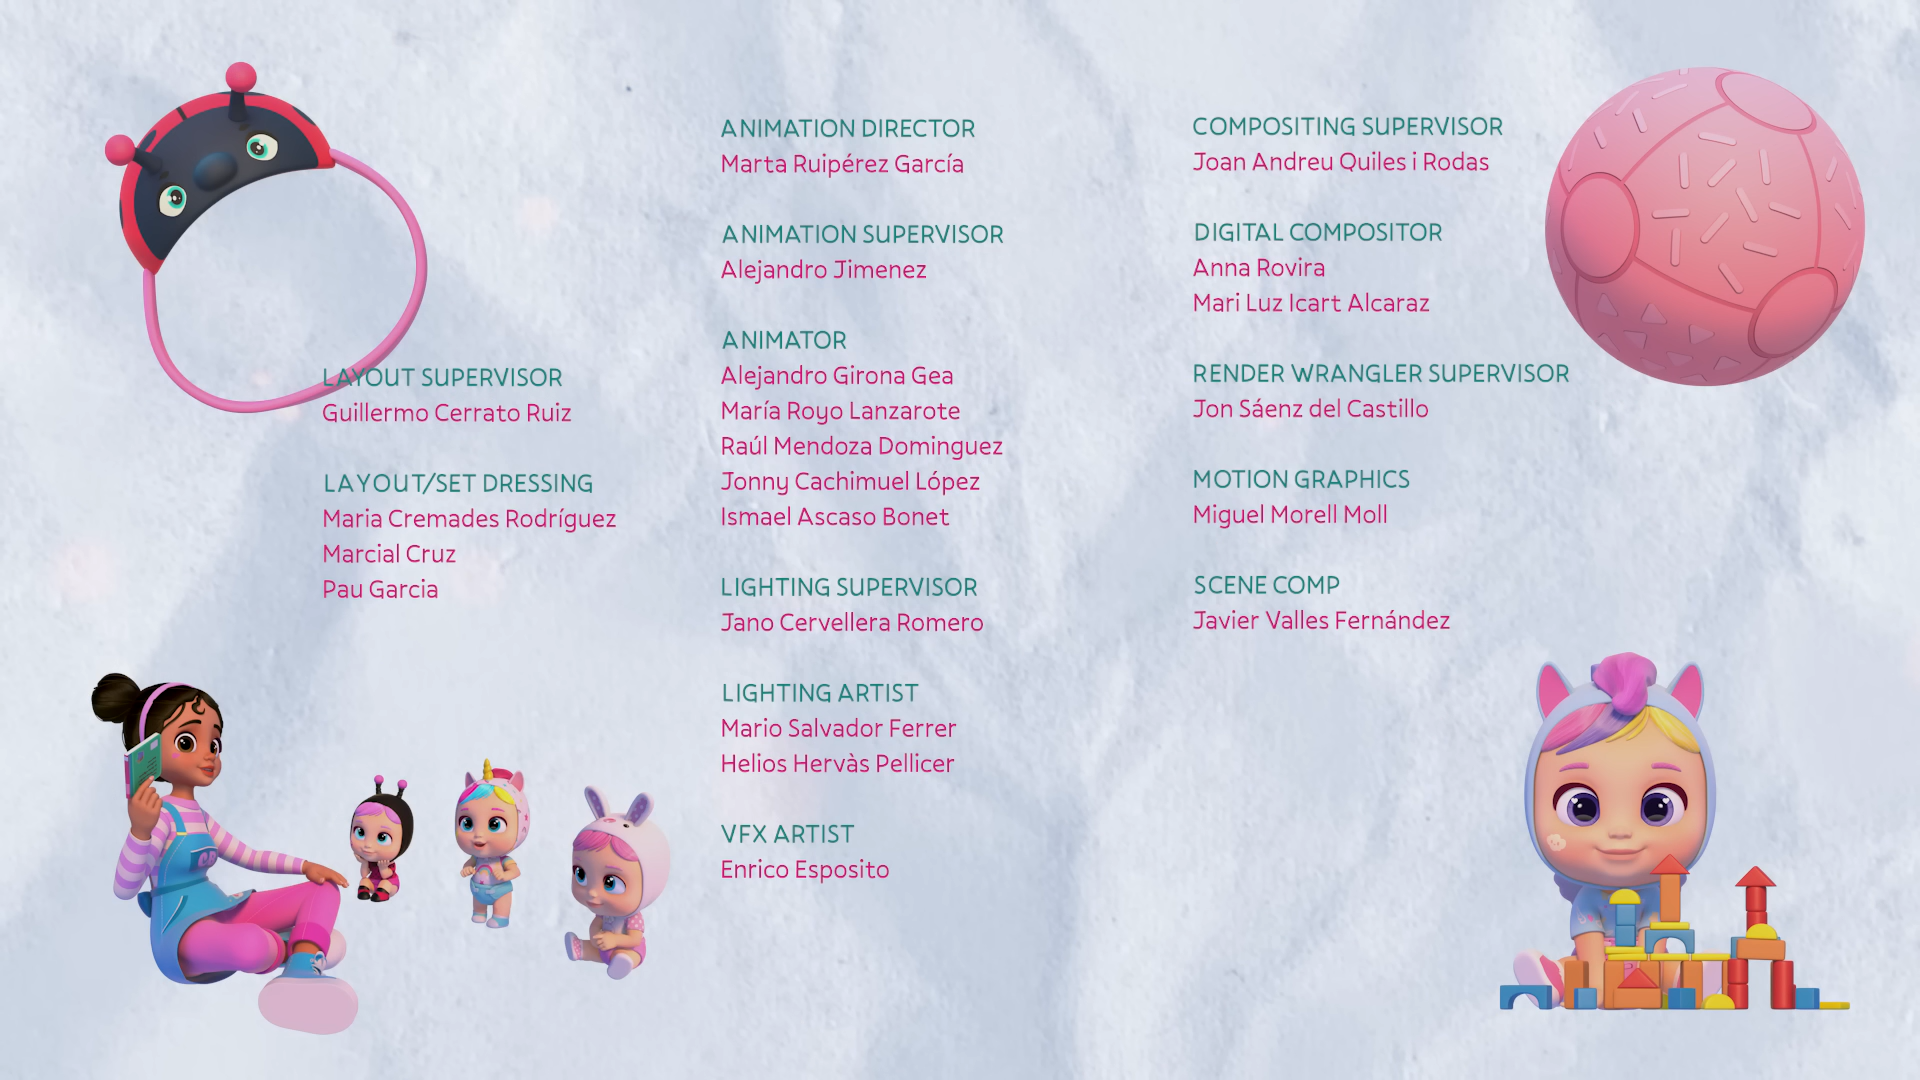 LAYOUT SUPERVISOR
Guillermo Cerrato Ruiz
LAYOUT/SET DRESSING
Maria Cremades Rodríguez
Marcial Cruz
Pau Garcia
ANIMATION DIRECTOR
Marta Ruipérez García
ANIMATION SUPERVISOR
Alejandro Jimenez
ANIMATOR
Alejandro Girona Gea
María Royo Lanzarote
Raúl Mendoza Dominguez
Jonny Cachimuel López
Ismael Ascaso Bonet
LIGHTING SUPERVISOR
Jano Cervellera Romero
LIGHTING ARTIST
Mario Salvador Ferrer
Helios Hervàs Pellicer
VFX ARTIST
Enrico Esposito
COMPOSITING SUPERVISOR
Joan Andreu Quiles i Rodas
DIGITAL COMPOSITOR
Anna Rovira
Mari Luz Icart Alcaraz
RENDER WRANGLER SUPERVISOR
Jon Sáenz del Castillo
MOTION GRAPHICS
Miguel Morell Moll
SCENE COMP
Javier Valles Fernández